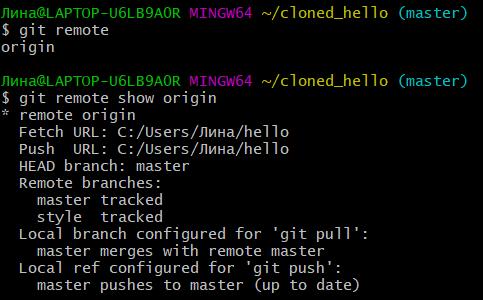 Лина@LAPTOP-U6LB9AOR MINGW64 ~/cloned_hello (master)
$ git remote
origin

Лина@LAPTOP-U6LB9AOR MINGW64 ~/cloned_hello (master)
$ git remote show origin
* remote origin
  Fetch URL: C:/Users/Лина/hello
  Push  URL: C:/Users/Лина/hello
  HEAD branch: master
  Remote branches:
    master tracked
    style  tracked
  Local branch configured for 'git pull':
    master merges with remote master
  Local ref configured for 'git push':
    master pushes to master (up to date)